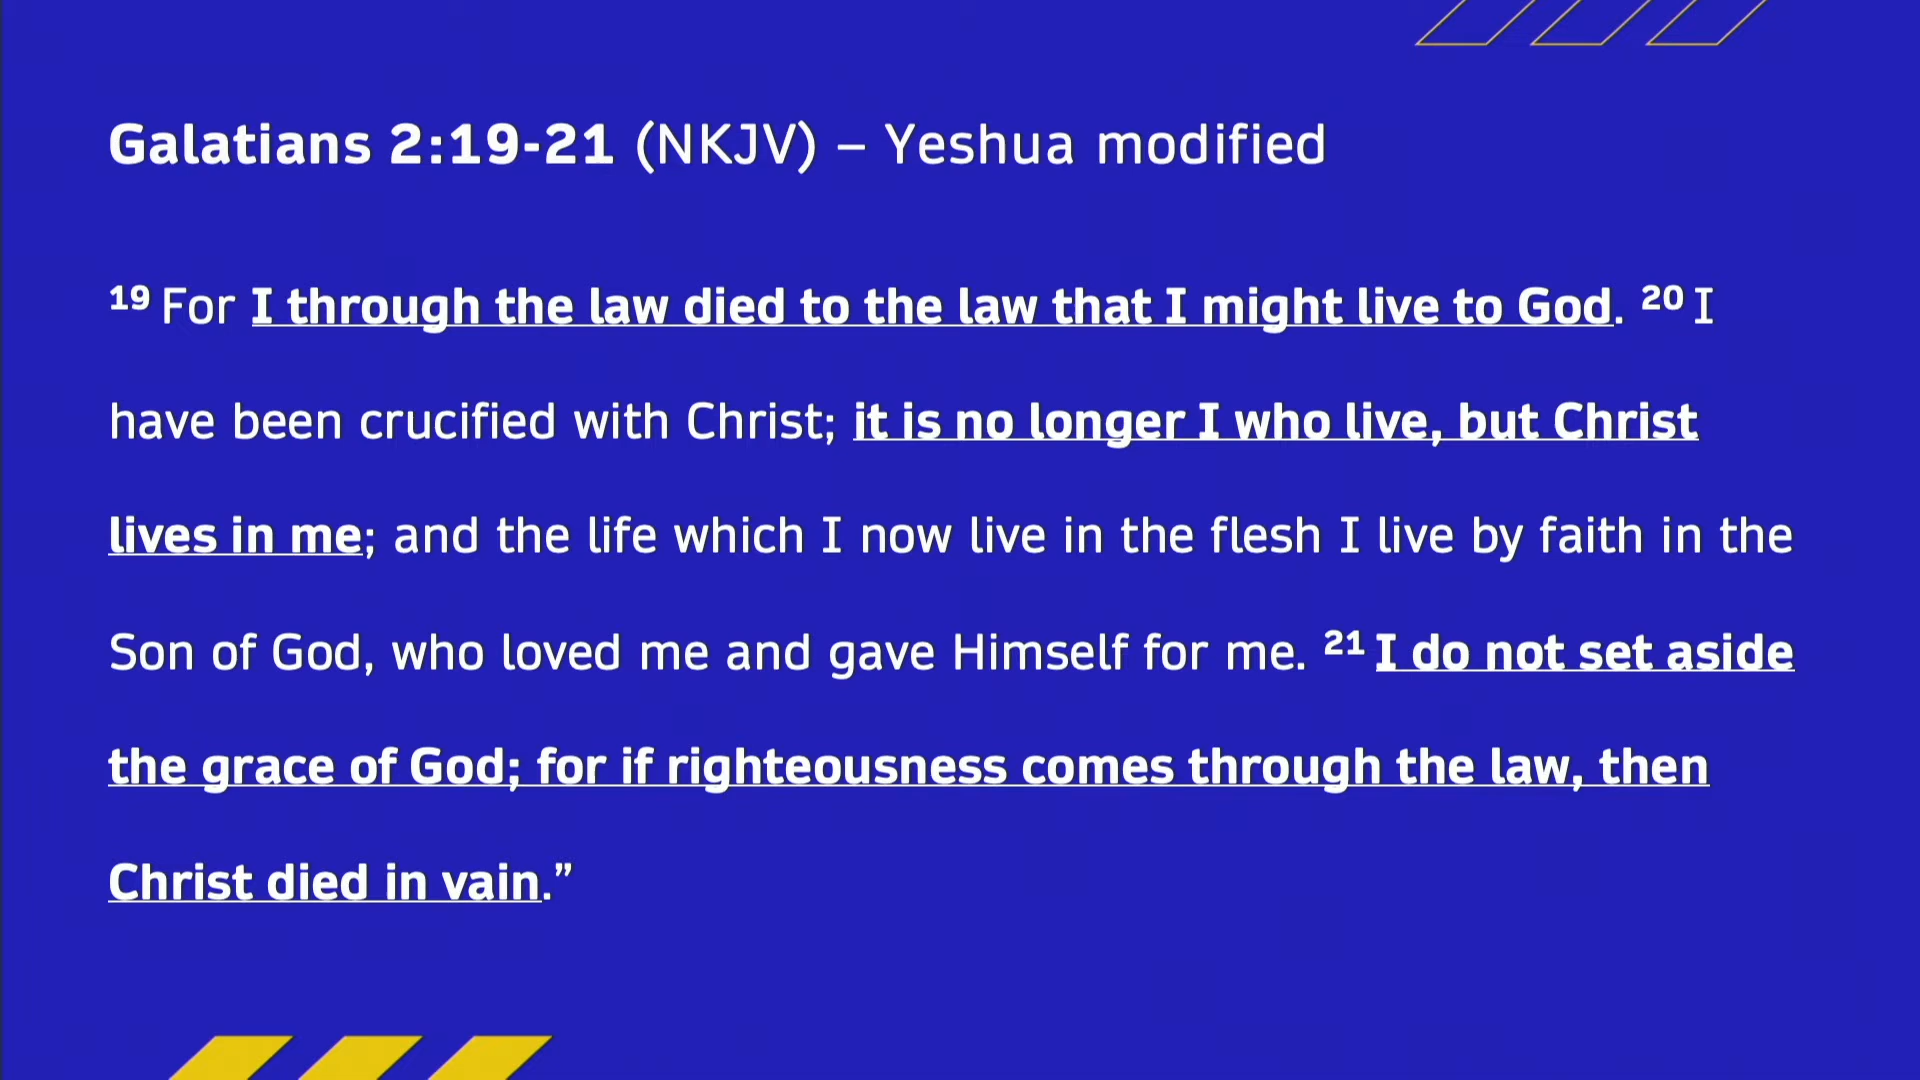 Galatians 2:19-21 (NKJV) – Yeshua modified
19 For I through the law died to the law that I might live to God. 20 I
have been crucified with Christ; it is no longer I who live, but Christ
lives in me; and the life which I now live in the flesh I live by faith in the
Son of God, who loved me and gave Himself for me. 21 I do not set aside
the grace of God; for if righteousness comes through the law, then
Christ died in vain.”